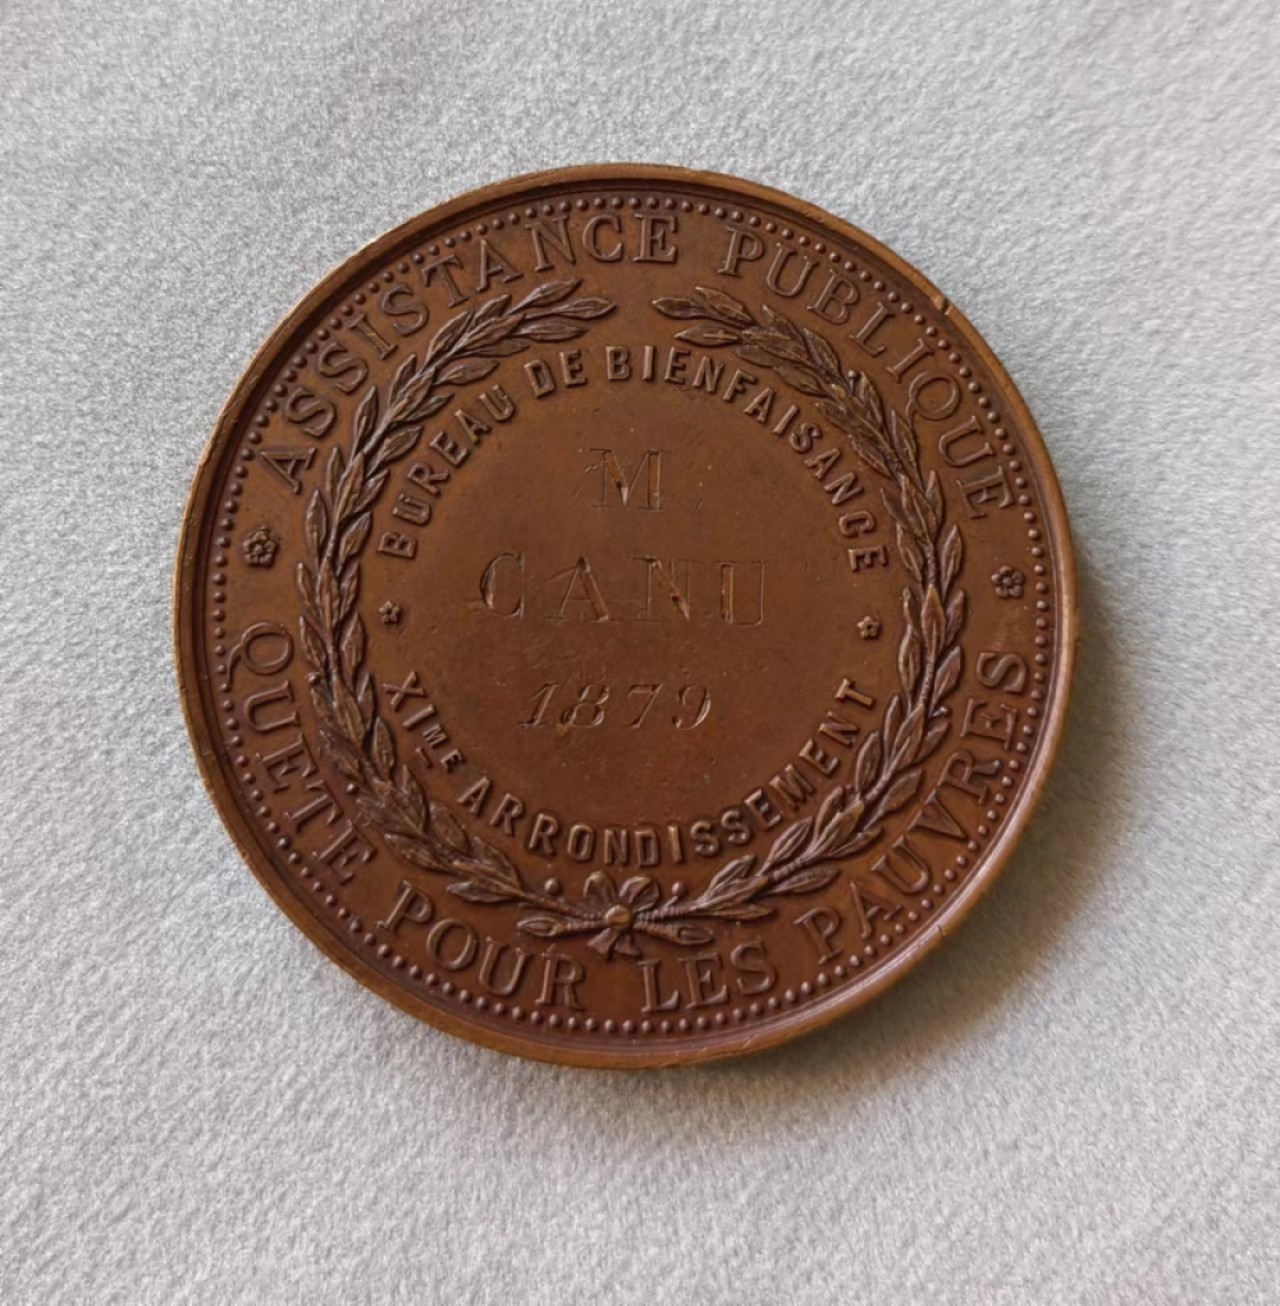 ASSISTANCE PUBLIQUE
QUETE POUR LES PAUVRES
BUREAU DE BIENFAISANCE
XIME ARRONDISSEMENT
M.
CANU
1879